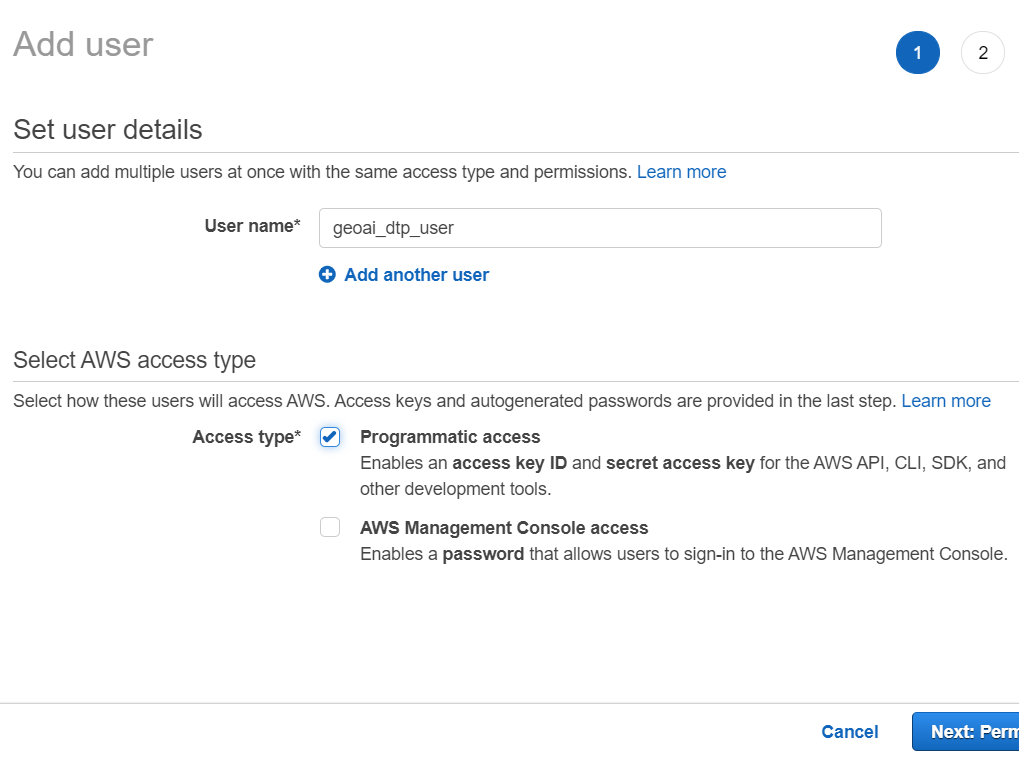 Add user
1
2
Set user details
You can add multiple users at once with the same access type and permissions. Learn more
User name*
geoai_dtp_user
Add another user
Select AWS access type
Select how these users will access AWS. Access keys and autogenerated passwords are provided in the last step. Learn more
Access type*
Programmatic access
Enables an access key ID and secret access key for the AWS API, CLI, SDK, and
other development tools.
AWS Management Console access
Enables a password that allows users to sign-in to the AWS Management Console.
Cancel
Next: Perm